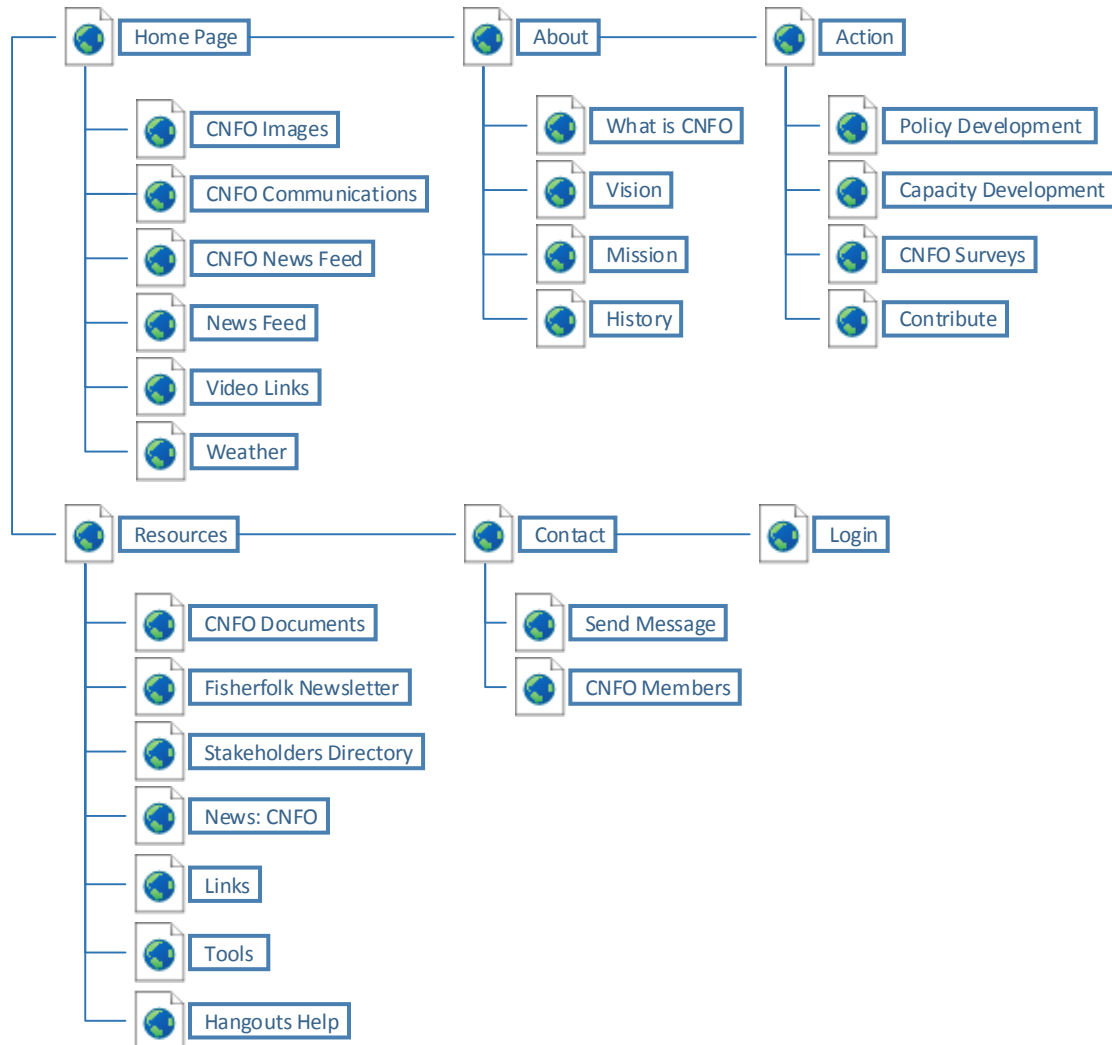 Home Page
About
Action
CNFO Images
CNFO Communications
CNFO News Feed
News Feed
Video Links
Weather
What is CNFO
Vision
Mission
History
Policy Development
Capacity Development
CNFO Surveys
Contribute
Resources
Contact
Login
CNFO Documents
Fisherfolk Newsletter
Stakeholders Directory
News: CNFO
Links
Tools
Hangouts Help
Send Message
CNFO Members